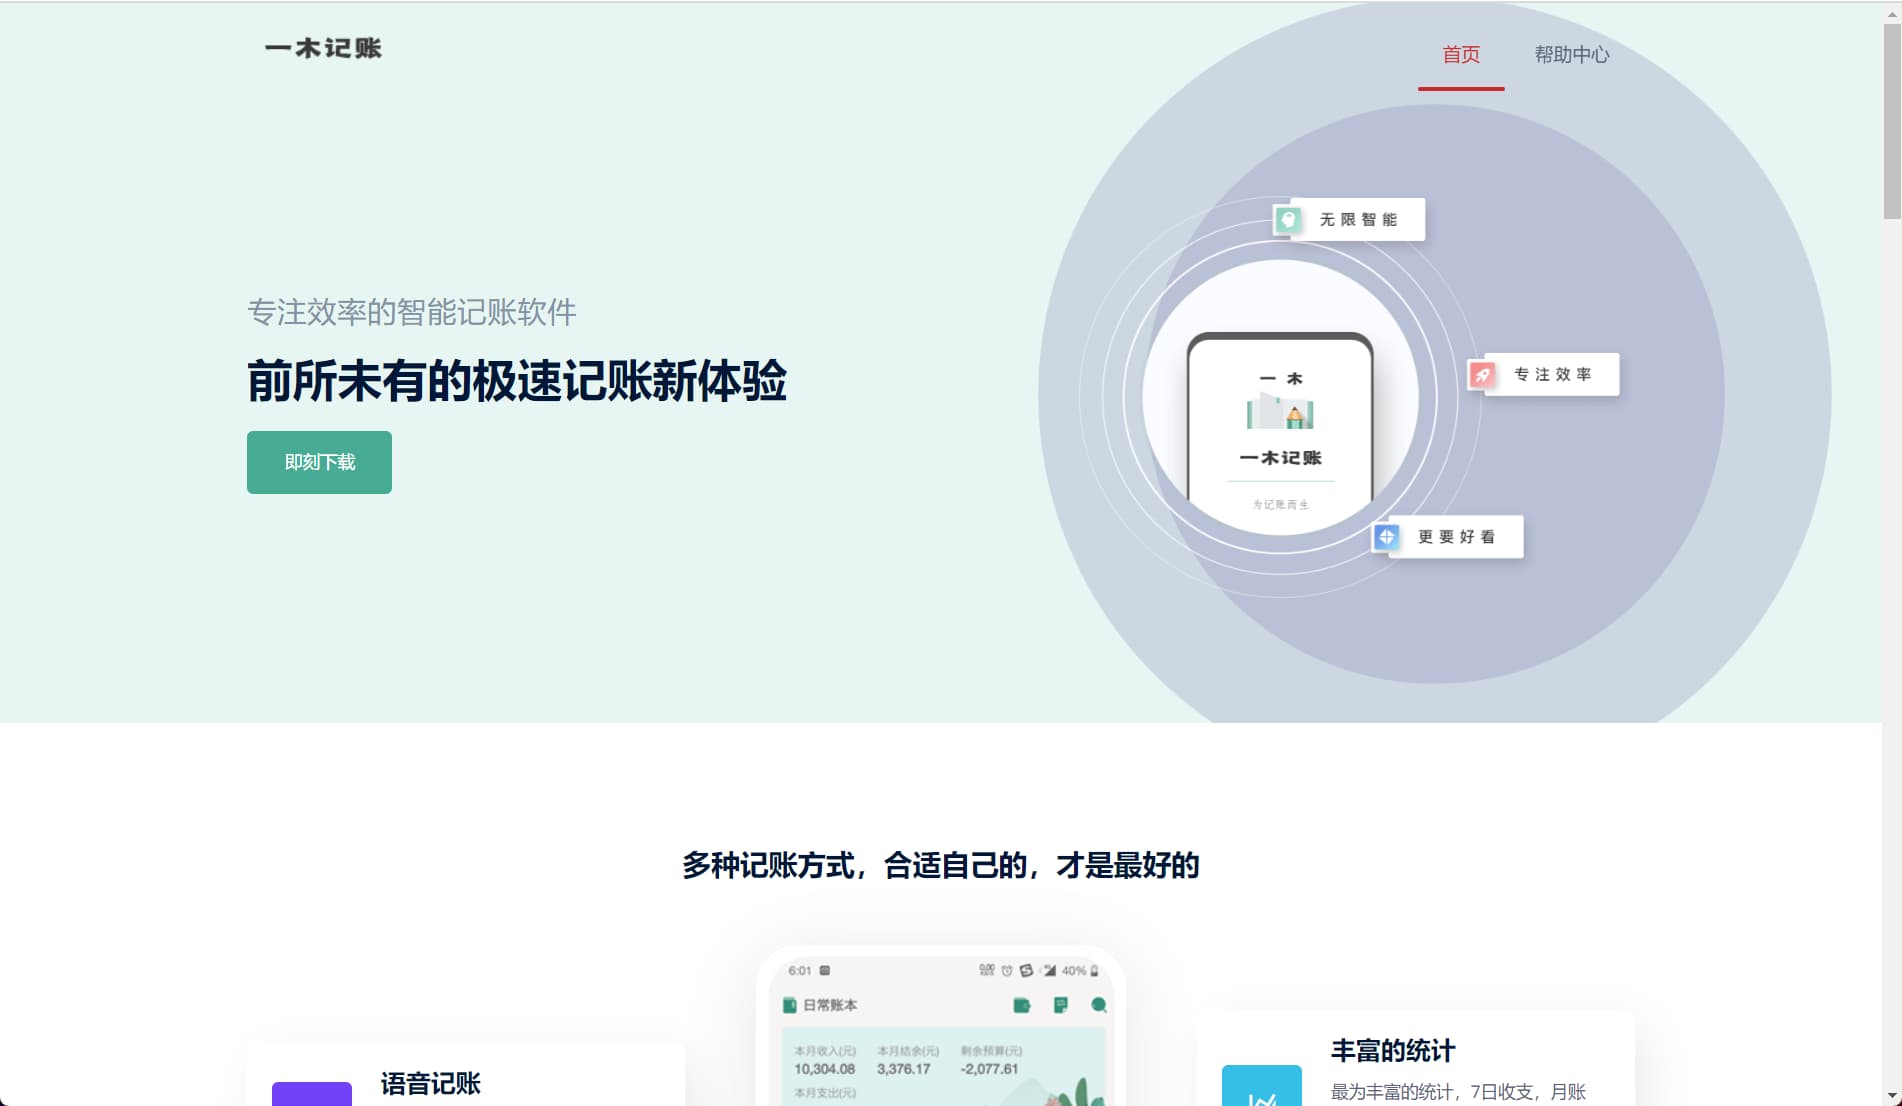 一木记账
首页
帮助中心
无限智能
专注效率的智能记账软件
前所未有的极速记账新体验
即刻下载
专注效率
一木
一木记账
为记账而生
更要好看
多种记账方式，合适自己的，才是最好的
6:01
40%
日常账本
本月收入(元) 本月结余(元) 剩余预算(元)
10,304.08 3,376.17 -2,077.61
本月支出(元)
语音记账
丰富的统计
最为丰富的统计，7日收支，月账